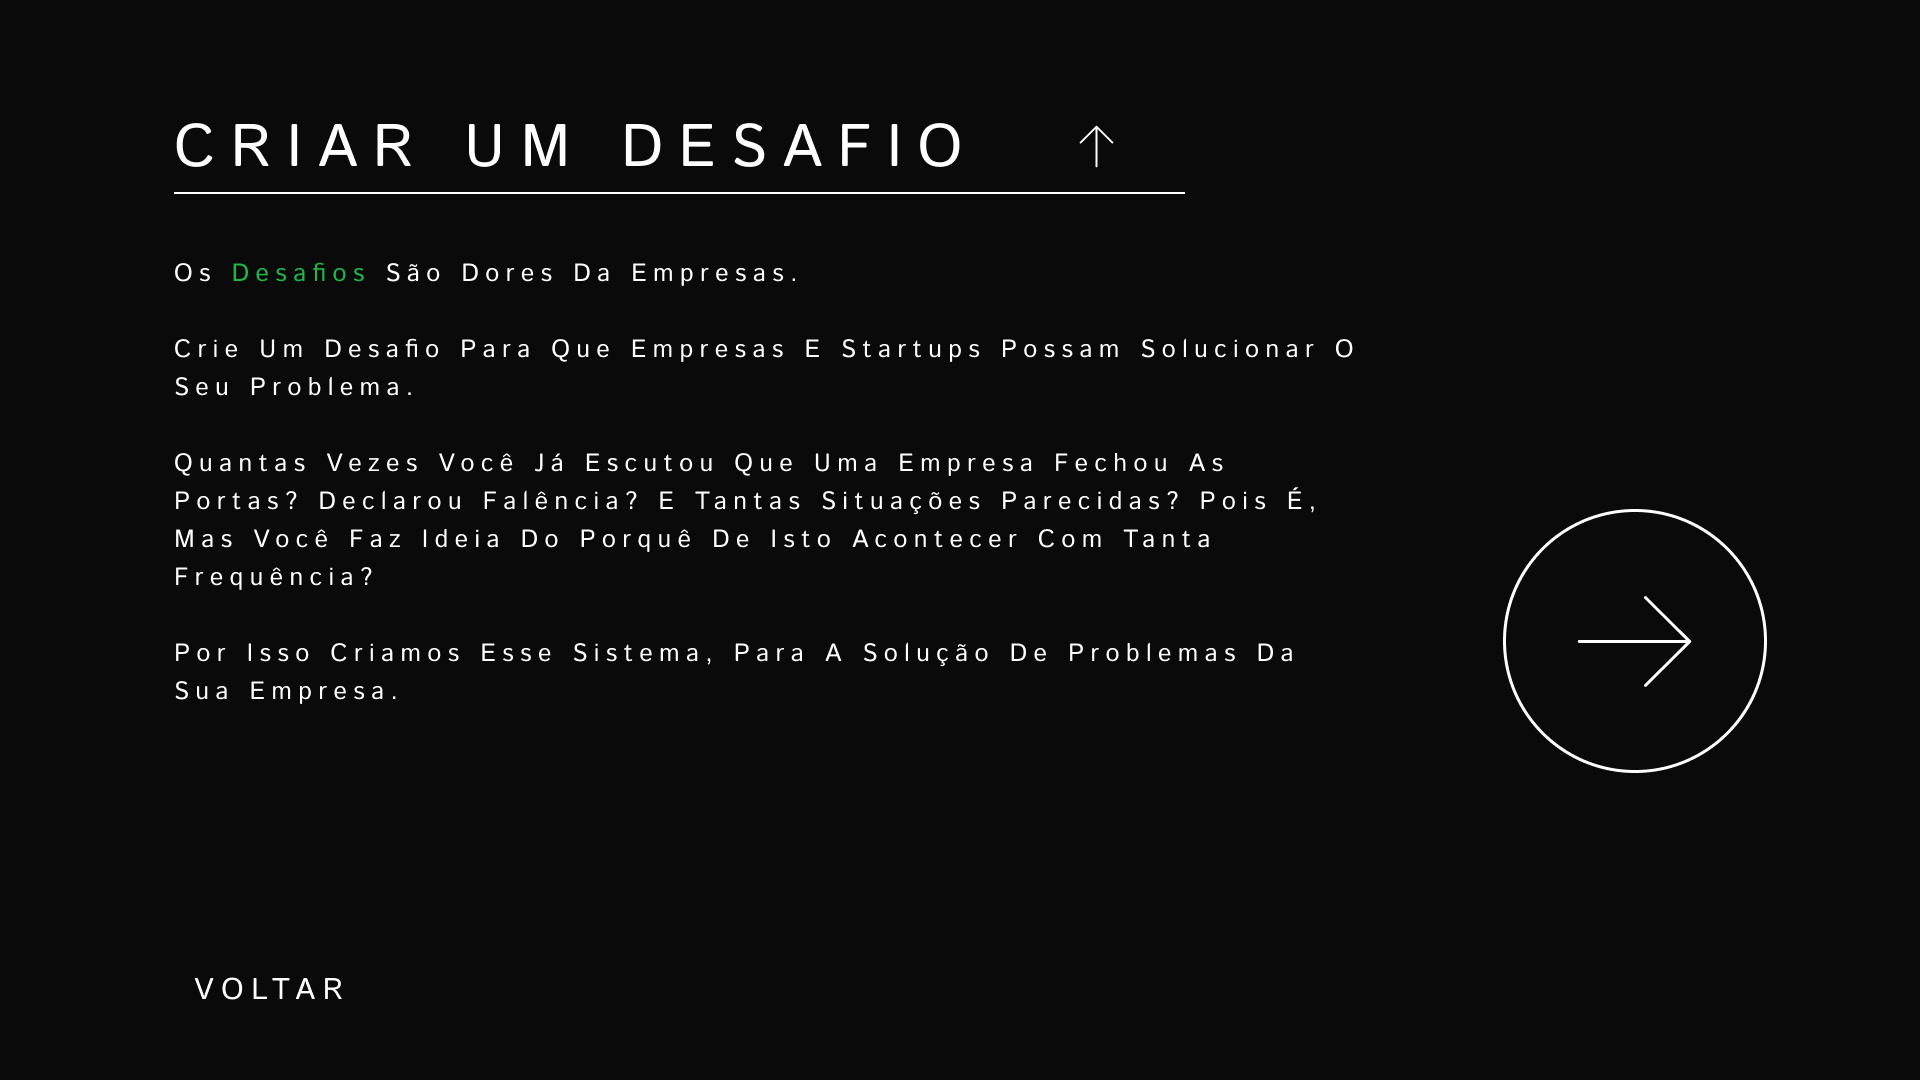 CRIAR UM DESAFIO
Os Desafios São Dores Da Empresas.
Crie Um Desafio Para Que Empresas E Startups Possam Solucionar O
Seu Problema.
Quantas Vezes Você Já Escutou Que Uma Empresa Fechou As
Portas? Declarou Falência? E Tantas Situações Parecidas? Pois É,
Mas Você Faz Ideia Do Porquê De Isto Acontecer Com Tanta
Frequência?
Por Isso Criamos Esse Sistema, Para A Solução De Problemas Da
Sua Empresa.
VOLTAR